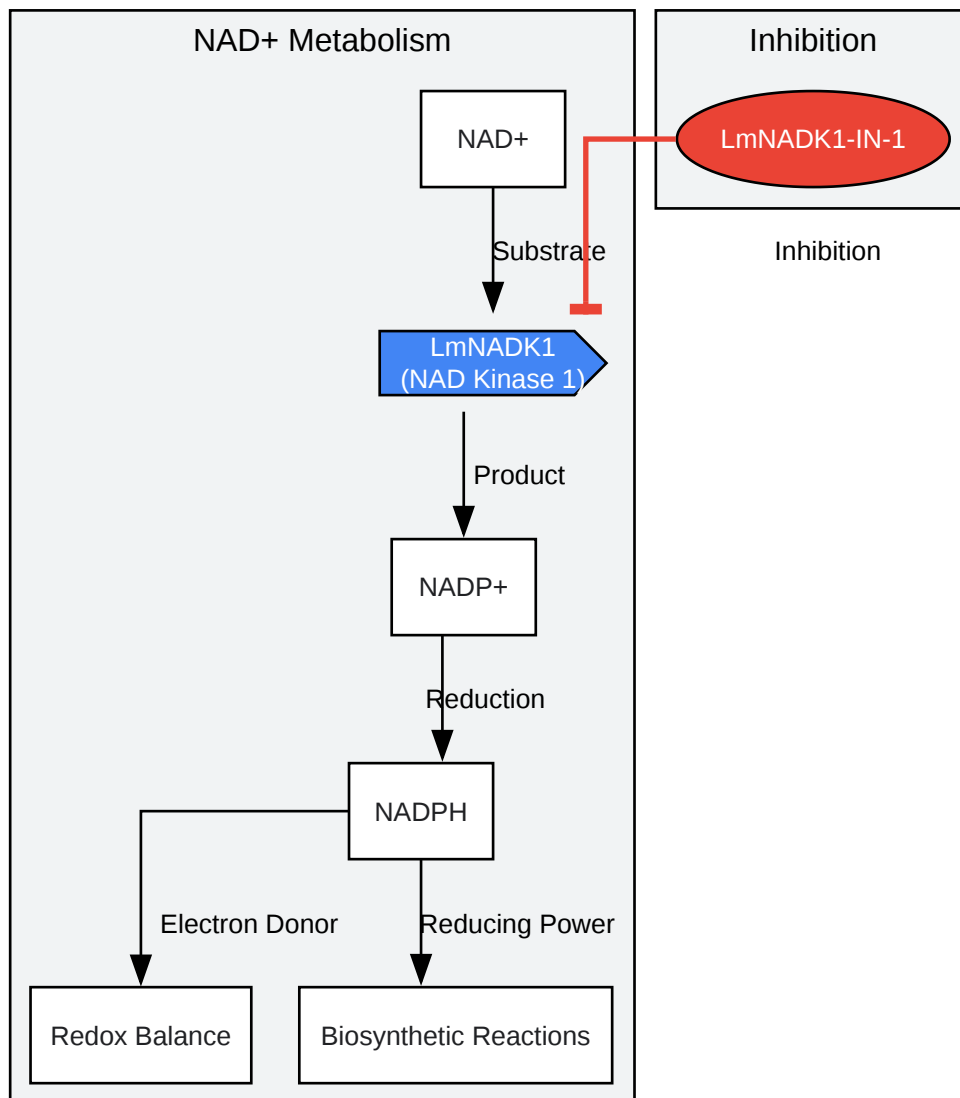 NAD+ Metabolism
Inhibition
NAD+
LmNADK1-IN-1
Substrate
Inhibition
LmNADK1
(NAD Kinase 1)
Product
NADP+
Reduction
NADPH
Electron Donor
Reducing Power
Redox Balance
Biosynthetic Reactions